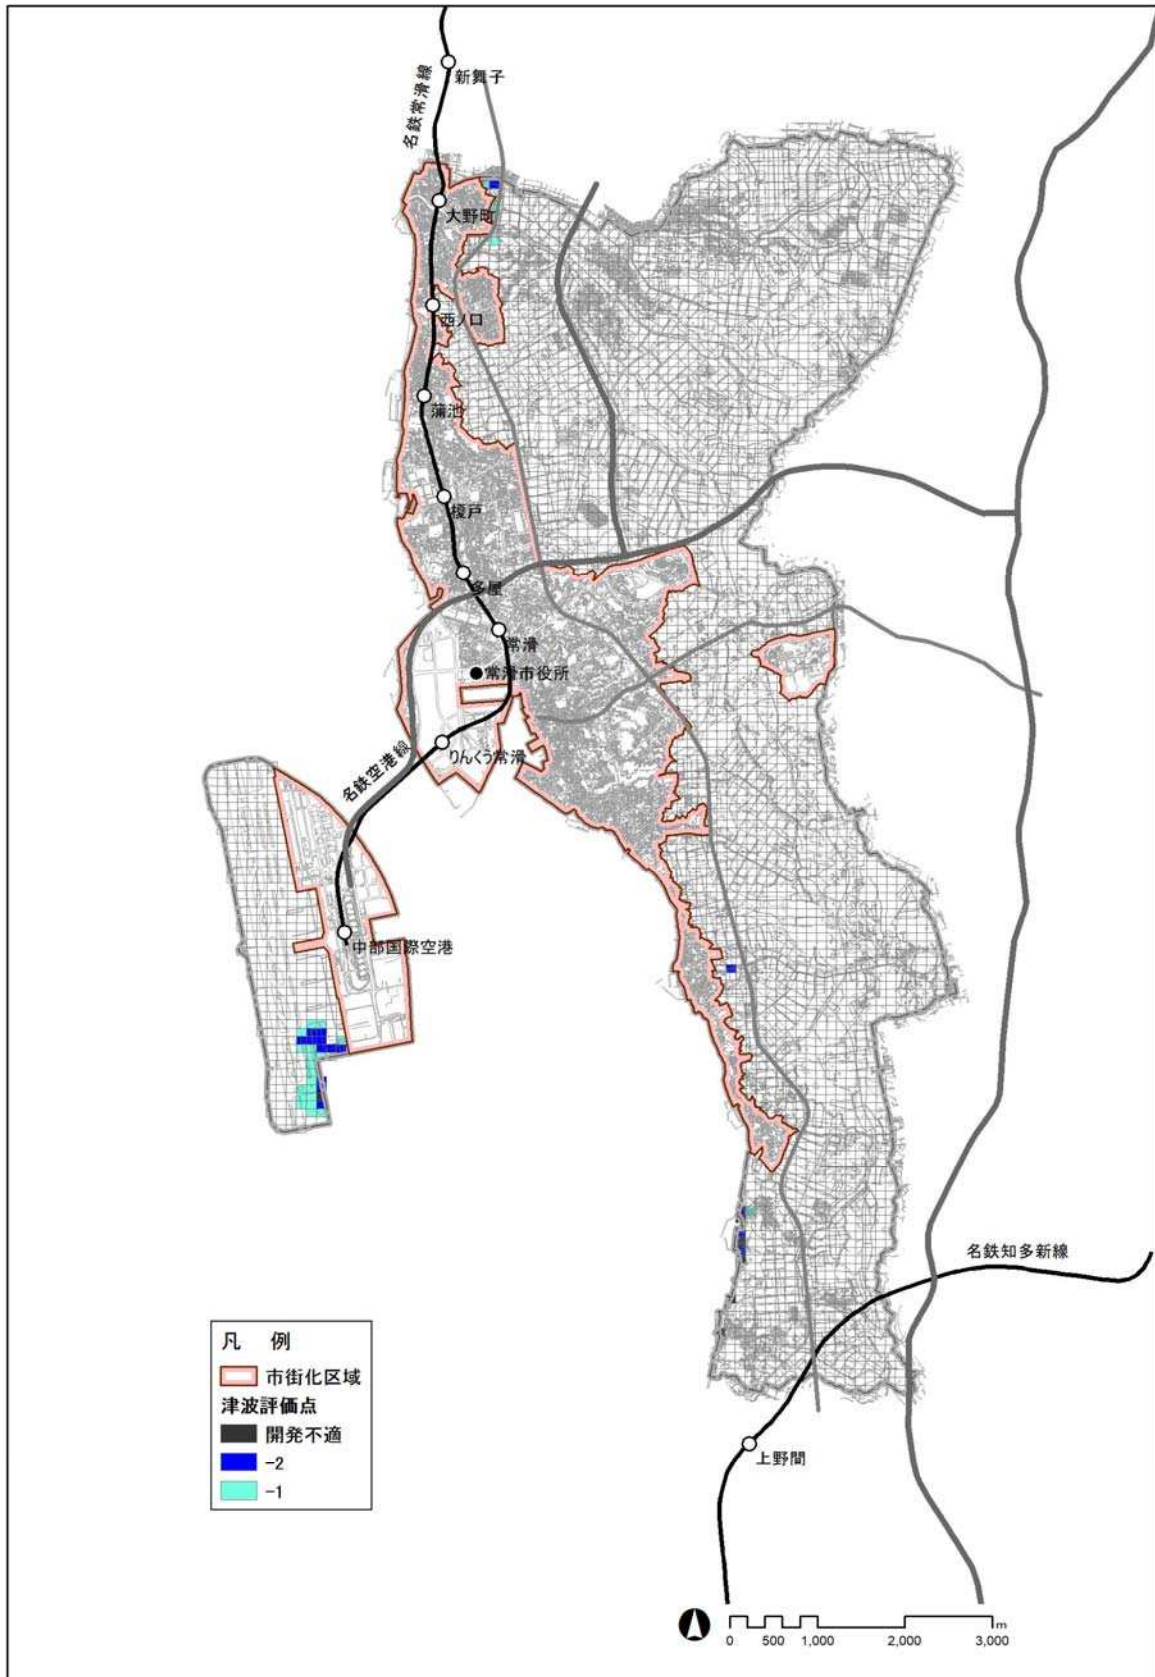 新舞子
名鉄常滑線
大野町
西ノ口
蒲池
榎戸
多屋
常滑
常滑市役所
りんくう常滑
名鉄空港線
中部国際空港
名鉄知多新線
上野間
凡 例
市街化区域
津波評価点
開発不適
-2
-1
m
0 500 1,000 2,000 3,000